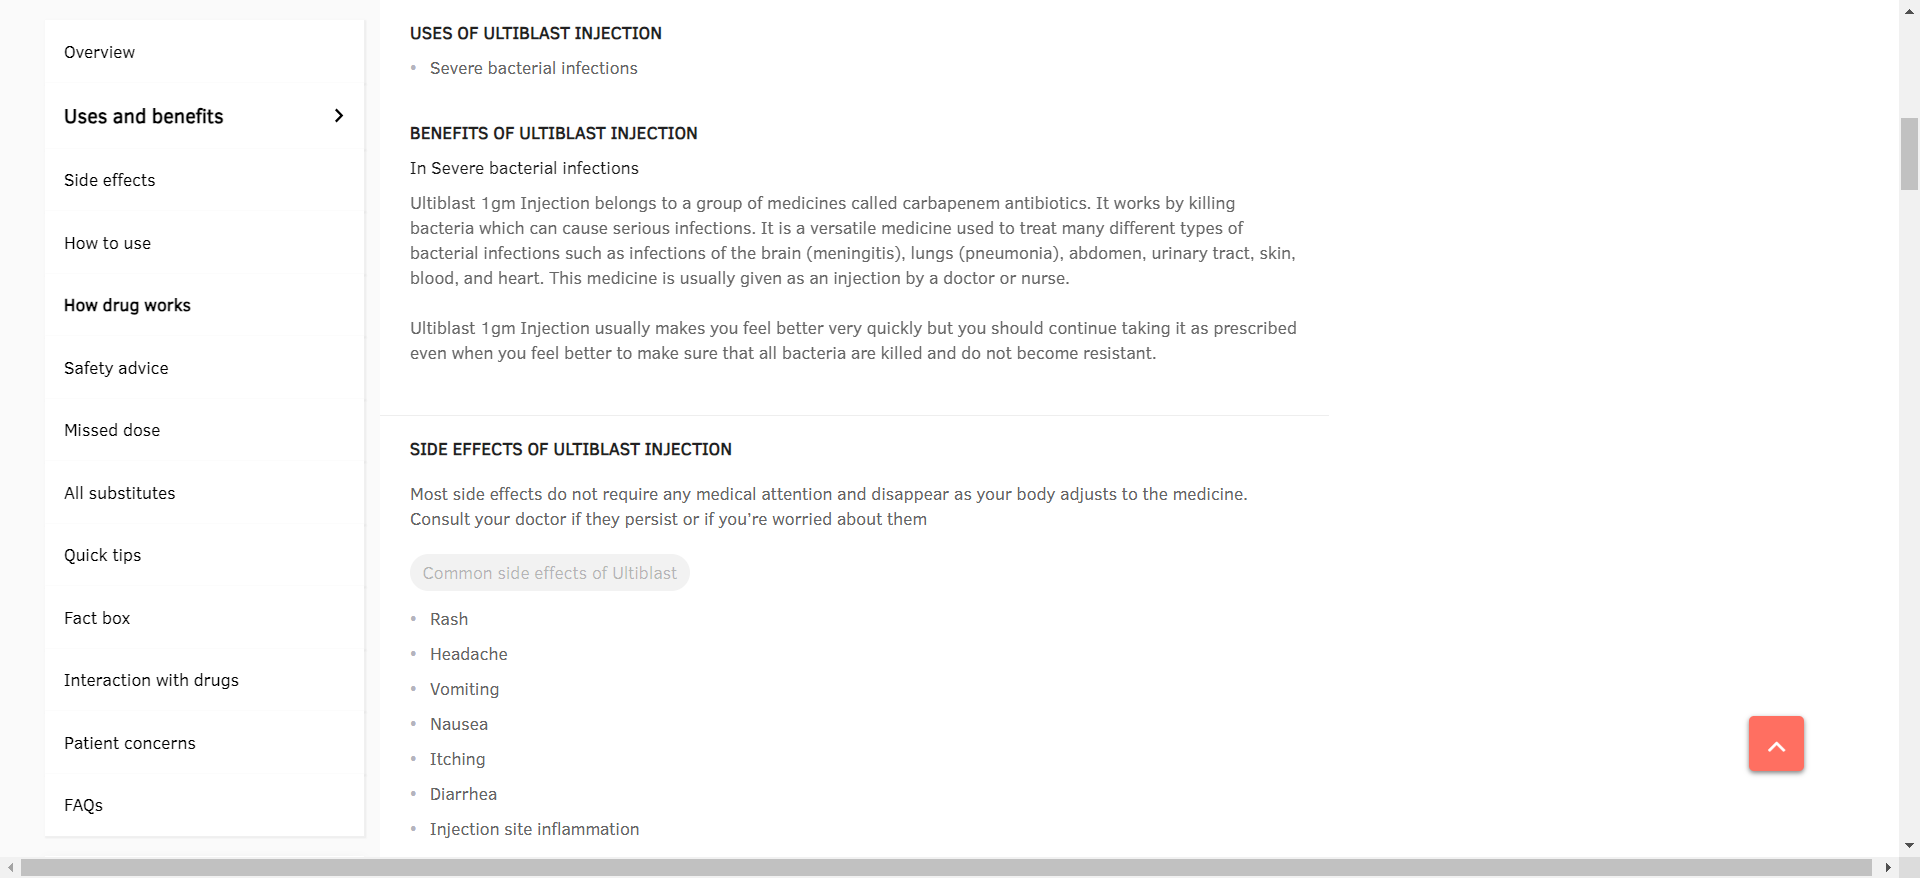 Overview
Uses and benefits
Side effects
How to use
How drug works
Safety advice
Missed dose
All substitutes
Quick tips
Fact box
Interaction with drugs
Patient concerns
FAQs
USES OF ULTIBLAST INJECTION
• Severe bacterial infections
BENEFITS OF ULTIBLAST INJECTION
In Severe bacterial infections
Ultiblast 1gm Injection belongs to a group of medicines called carbapenem antibiotics. It works by killing
bacteria which can cause serious infections. It is a versatile medicine used to treat many different types of
bacterial infections such as infections of the brain (meningitis), lungs (pneumonia), abdomen, urinary tract, skin,
blood, and heart. This medicine is usually given as an injection by a doctor or nurse.
Ultiblast 1gm Injection usually makes you feel better very quickly but you should continue taking it as prescribed
even when you feel better to make sure that all bacteria are killed and do not become resistant.
SIDE EFFECTS OF ULTIBLAST INJECTION
Most side effects do not require any medical attention and disappear as your body adjusts to the medicine.
Consult your doctor if they persist or if you’re worried about them
Common side effects of Ultiblast
• Rash
• Headache
• Vomiting
• Nausea
• Itching
• Diarrhea
• Injection site inflammation